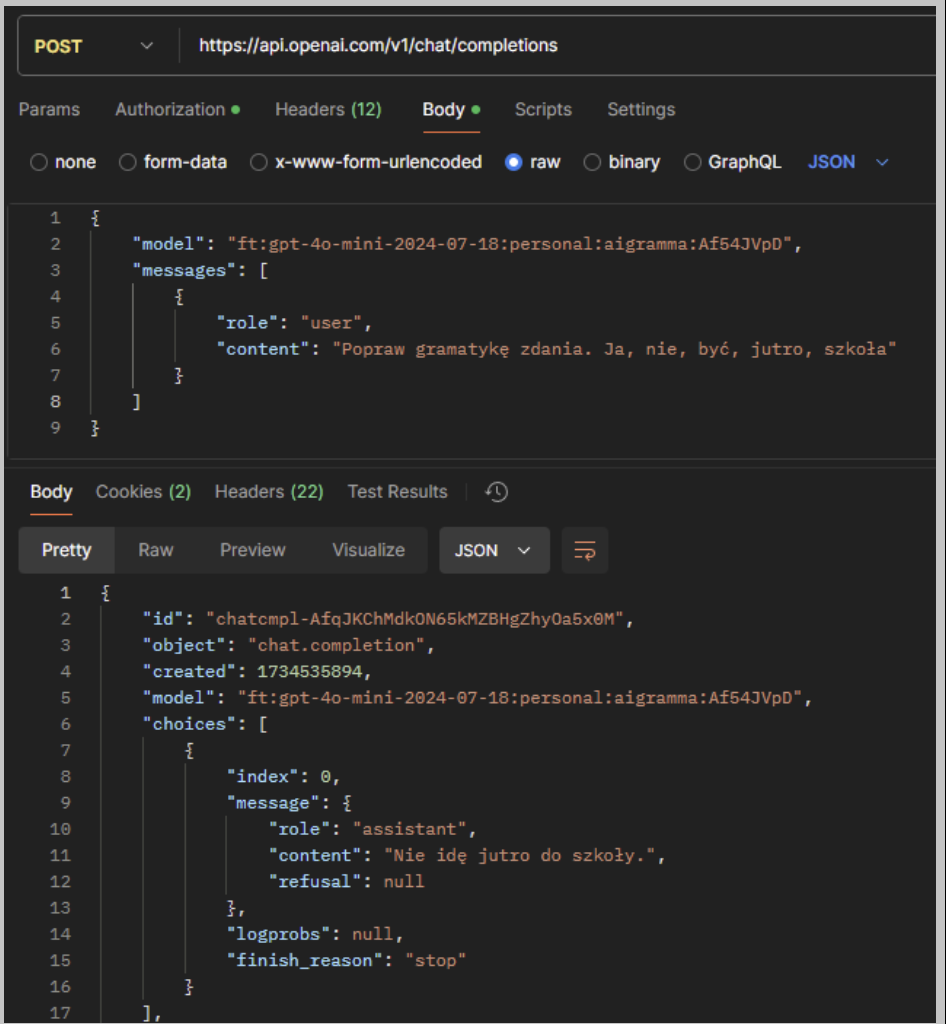 POST https://api.openai.com/v1/chat/completions
Params Authorization Headers (12) Body Scripts Settings
none form-data x-www-form-urlencoded raw binary GraphQL JSON
1 {
2 "model": "ft:gpt-4o-mini-2024-07-18:personal:aigramma:Af54JVpD",
3 "messages": [
4 {
5 "role": "user",
6 "content": "Popraw gramatykę zdania. Ja, nie, być, jutro, szkoła"
7 }
8 ]
9 }
Body Cookies (2) Headers (22) Test Results
Pretty Raw Preview Visualize JSON
1 {
2 "id": "chatcmpl-AfqJKChMdkON65kMZBHgZhyOa5x0M",
3 "object": "chat.completion",
4 "created": 1734535894,
5 "model": "ft:gpt-4o-mini-2024-07-18:personal:aigramma:Af54JVpD",
6 "choices": [
7 {
8 "index": 0,
9 "message": {
10 "role": "assistant",
11 "content": "Nie idę jutro do szkoły.",
12 "refusal": null
13 },
14 "logprobs": null,
15 "finish_reason": "stop"
16 }
17 ],